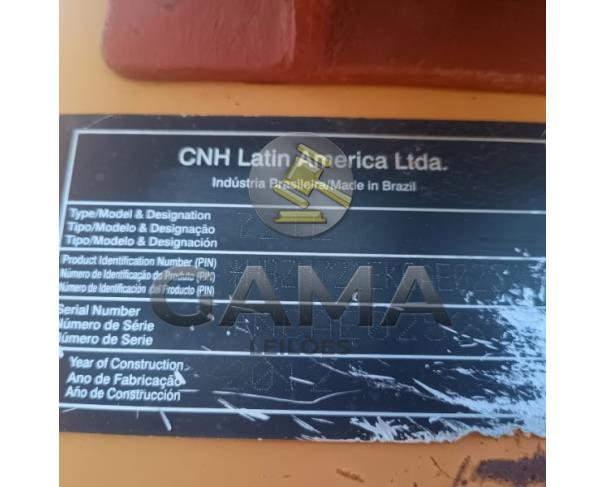 CNH Latin America Ltda.
Indústria Brasileira/Made in Brazil
Type/Model & Designation
Tipo/Modelo & Designação
Tipo/Modelo & Designación
Product Identification Number (PIN)
Número de Identificação do Produto (PIN)
Número de Identificación del Producto (PIN)
GAMA
LEILÕES
Serial Number
Número de Série
Número de Serie
Year of Construction
Ano de Fabricação
Año de Construcción